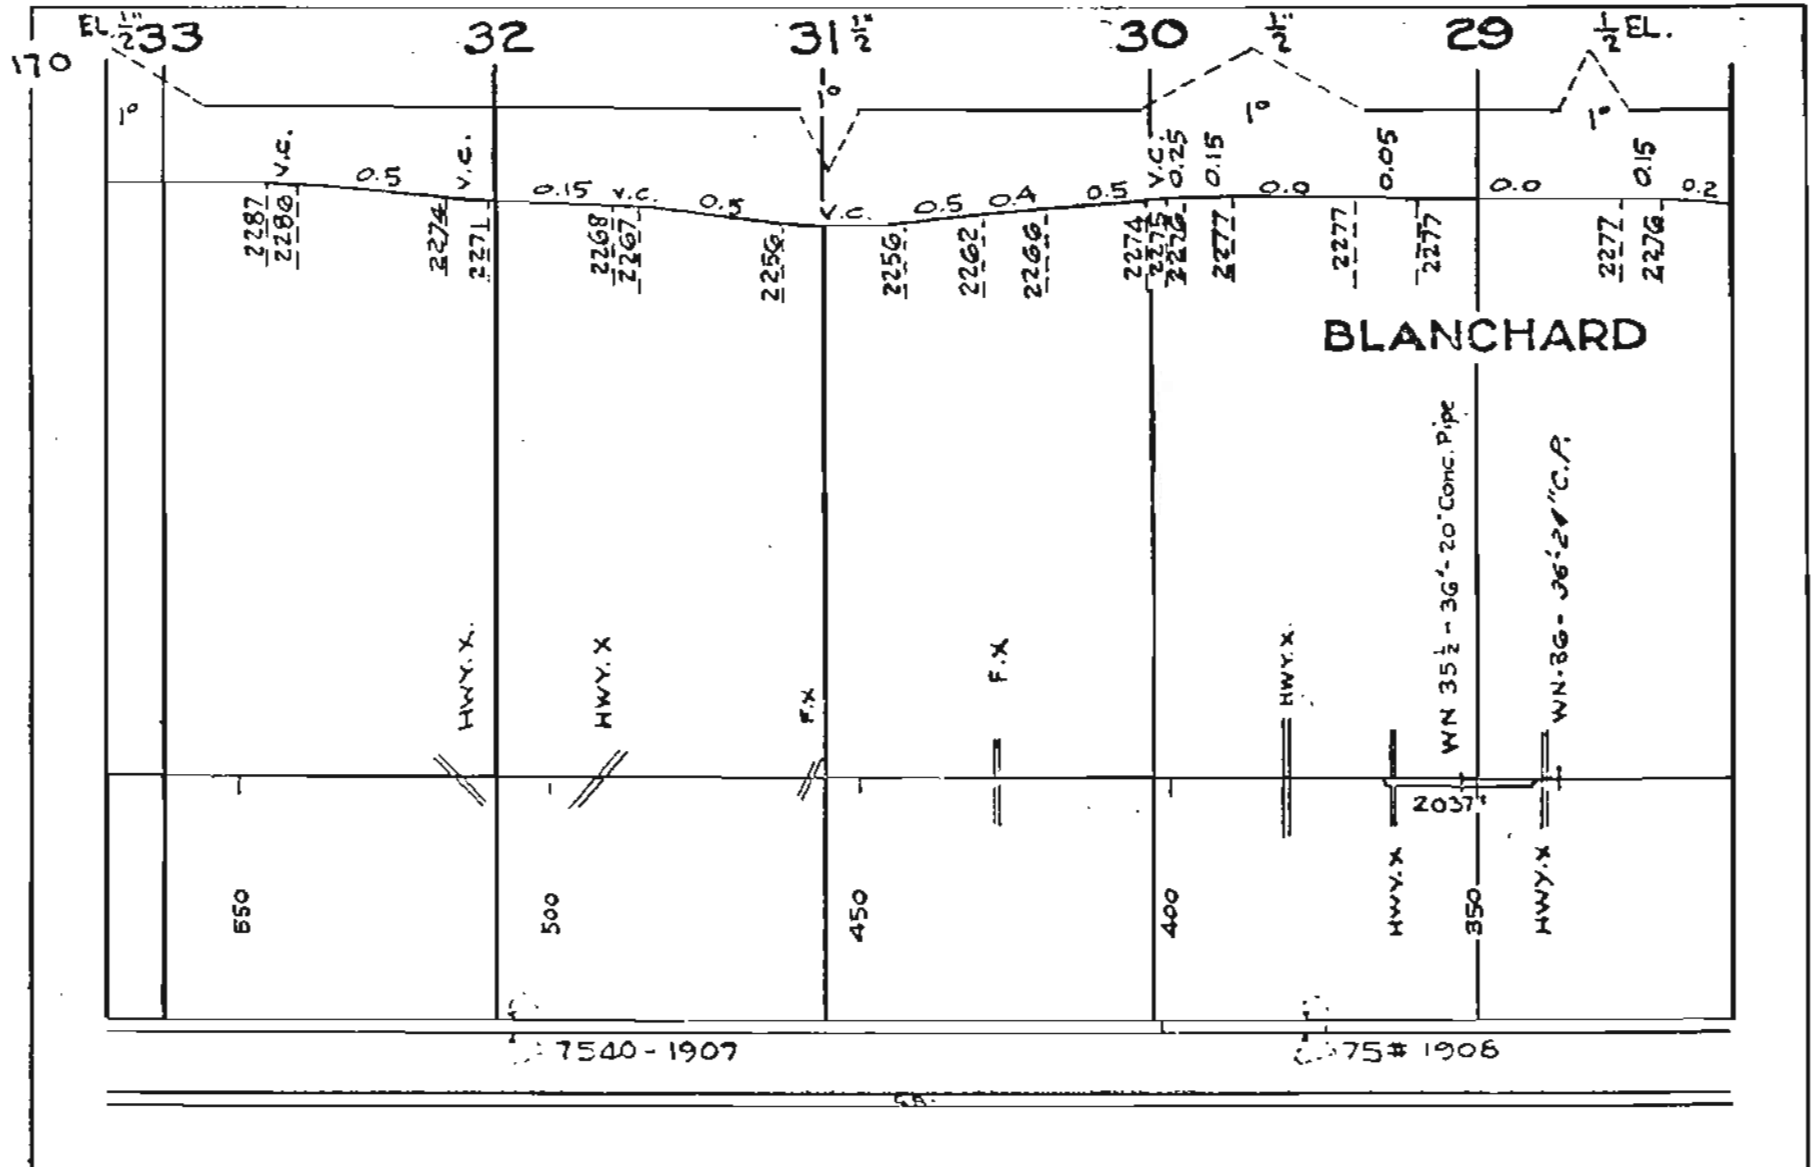 EL. 1/2" 33 32 31 1/2" 30 1/2" 29 1/2 EL.
170
1° 1° 1° 1°
V.C. 0.5 V.C. 0.15 V.C. 0.5 V.C. 0.5 0.4 0.5 V.C. 0.25 0.15 0.0 0.05 0.0 0.15 0.2
2287 2286 2274 2271 2268 2267 2256 2256 2262 2266 2274 2275 2276 2277 2277 2277 2277 2276
BLANCHARD
WN 35 1/2 - 36' - 20" Conc. Pipe
WN-36 - 36' 24" C.P.
HWY.X. HWY.X F.X F.X HWY.X.
2037'
HWY.X HWY.X
550 500 450 400 350
7540-1907 75# 1908
G.B.